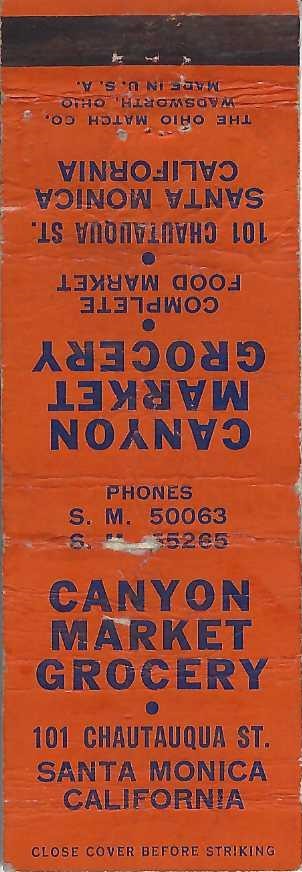 THE OHIO MATCH CO.
WADSWORTH, OHIO
MADE IN U. S. A.
CANYON
MARKET
GROCERY
COMPLETE
FOOD MARKET
101 CHAUTAUQUA ST.
SANTA MONICA
CALIFORNIA
PHONES
S. M. 50063
S.
CANYON
MARKET
GROCERY
101 CHAUTAUQUA ST.
SANTA MONICA
CALIFORNIA
CLOSE COVER BEFORE STRIKING